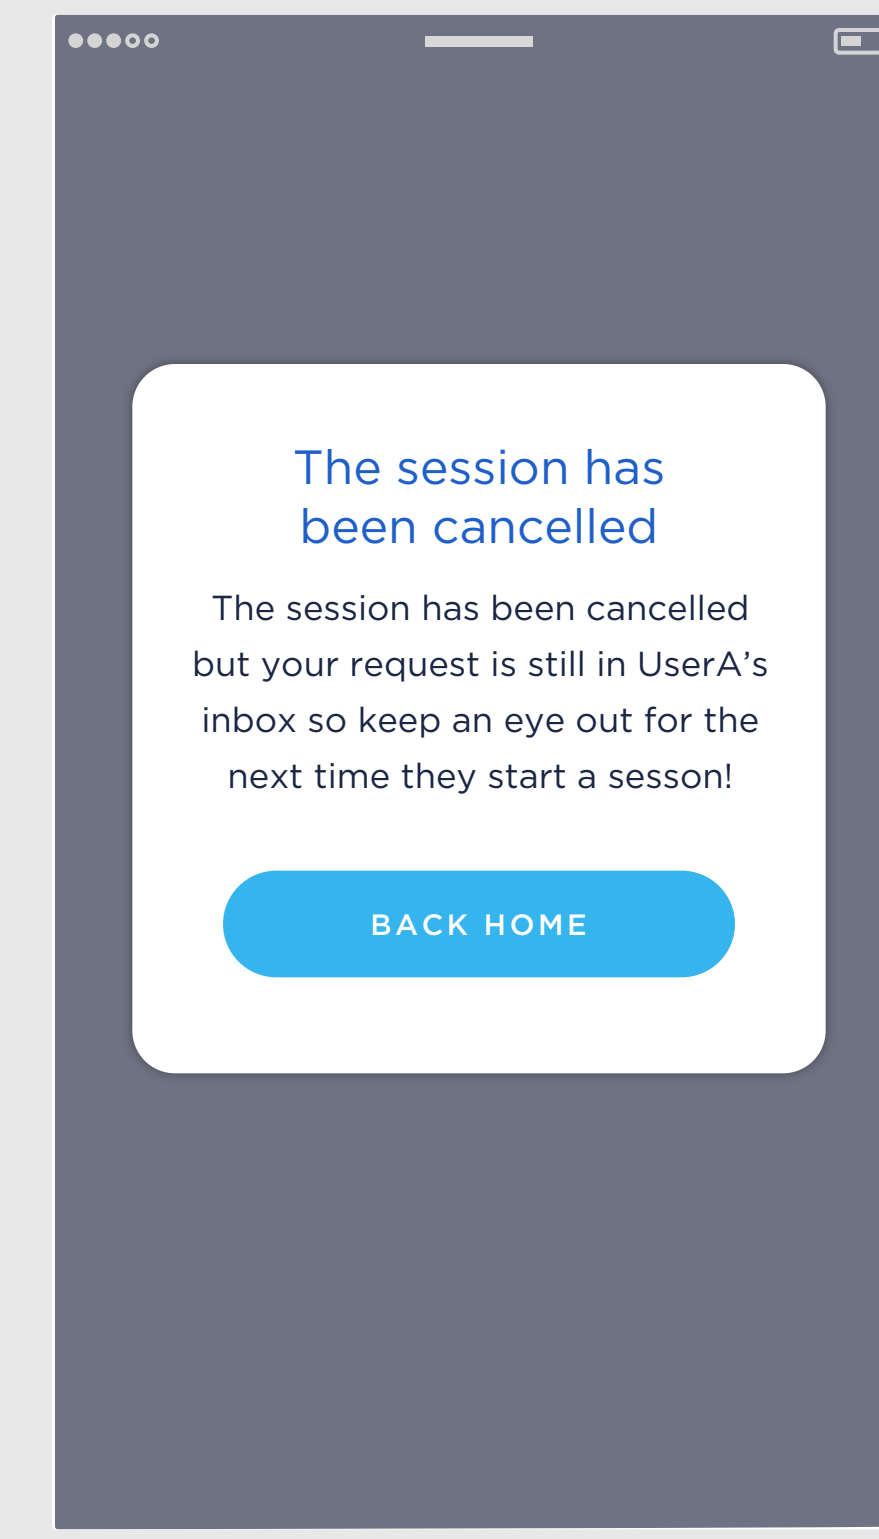 The session has
been cancelled
The session has been cancelled
but your request is still in UserA’s
inbox so keep an eye out for the
next time they start a sesson!
BACK HOME